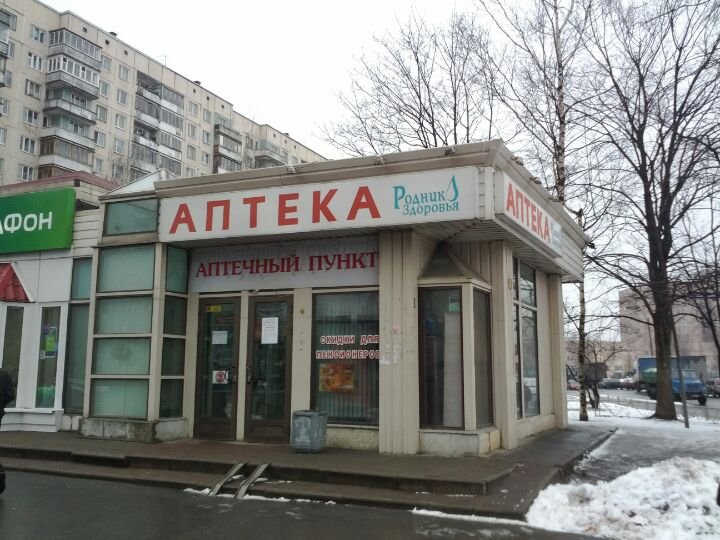 АФОН
АПТЕКА
Родник
Здоровья
АПТЕКА
АПТЕЧНЫЙ ПУНКТ
СКИДКИ ДЛЯ
ПЕНСИОНЕРОВ